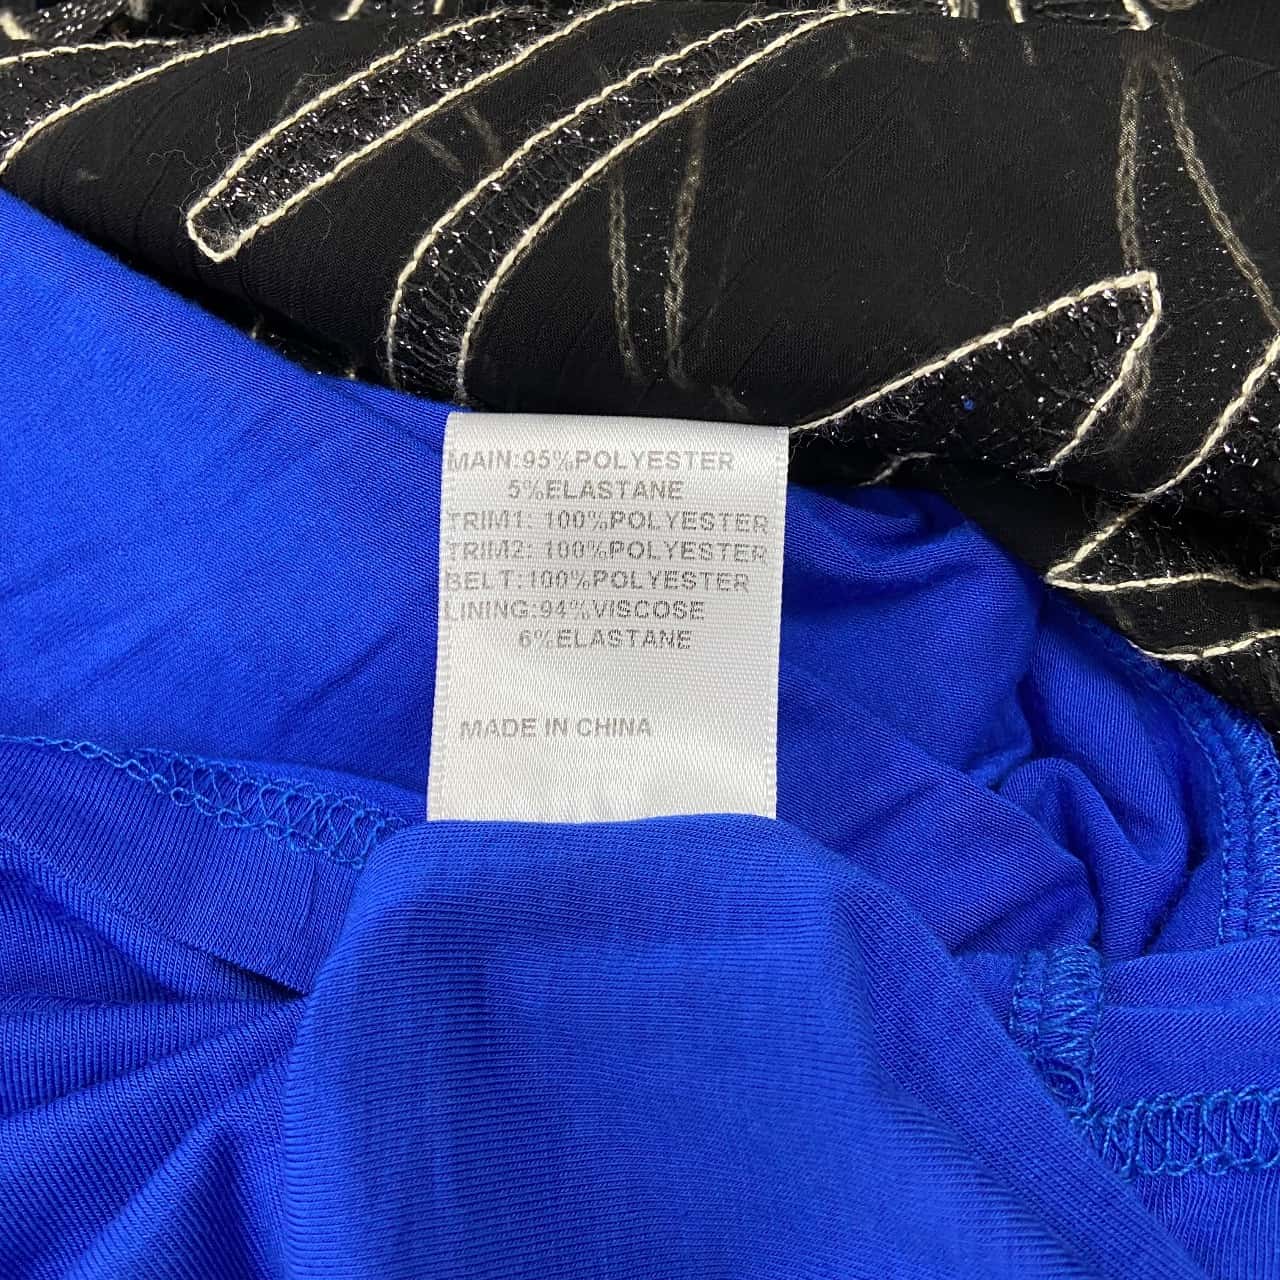 MAIN:95%POLYESTER
5%ELASTANE
TRIM1: 100%POLYESTER
TRIM2: 100%POLYESTER
BELT:100%POLYESTER
LINING:94%VISCOSE
6%ELASTANE
MADE IN CHINA